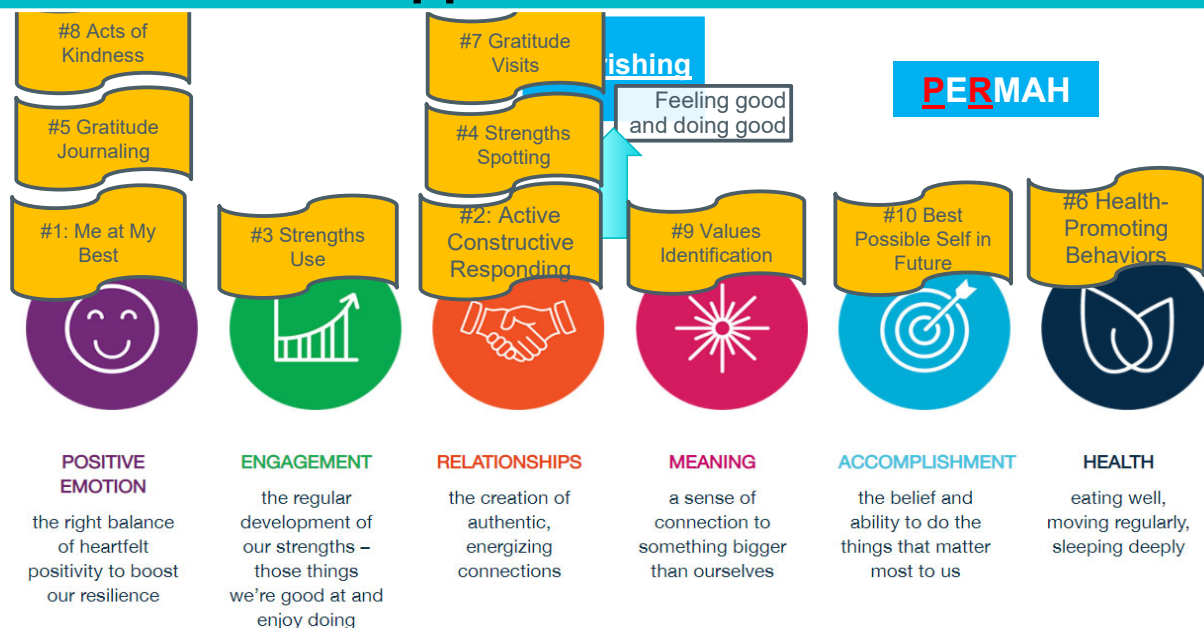 #8 Acts of
Kindness
#7 Gratitude
Visits
Feeling good
and doing good
PERMAH
#5 Gratitude
Journaling
#4 Strengths
Spotting
#1: Me at My
Best
#3 Strengths
Use
#2: Active
Constructive
Responding
#9 Values
Identification
#10 Best
Possible Self in
Future
#6 Health-
Promoting
Behaviors
POSITIVE
EMOTION
the right balance
of heartfelt
positivity to boost
our resilience
ENGAGEMENT
the regular
development of
our strengths –
those things
we're good at and
enjoy doing
RELATIONSHIPS
the creation of
authentic,
energizing
connections
MEANING
a sense of
connection to
something bigger
than ourselves
ACCOMPLISHMENT
the belief and
ability to do the
things that matter
most to us
HEALTH
eating well,
moving regularly,
sleeping deeply